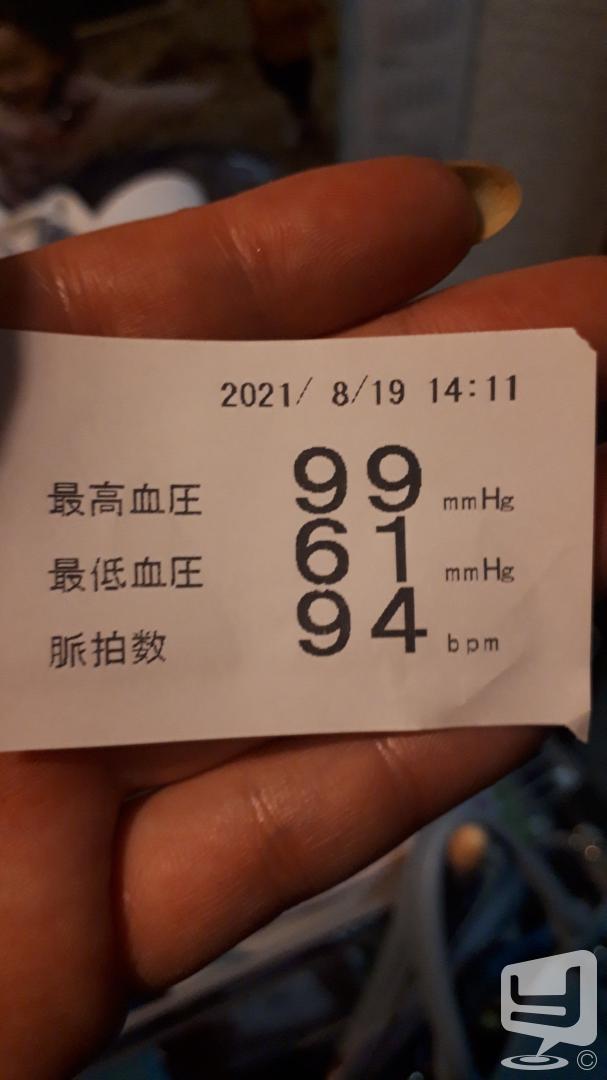 2021/ 8/19 14:11
最高血圧 99 mmHg
最低血圧 61 mmHg
脈拍数 94 bpm
©